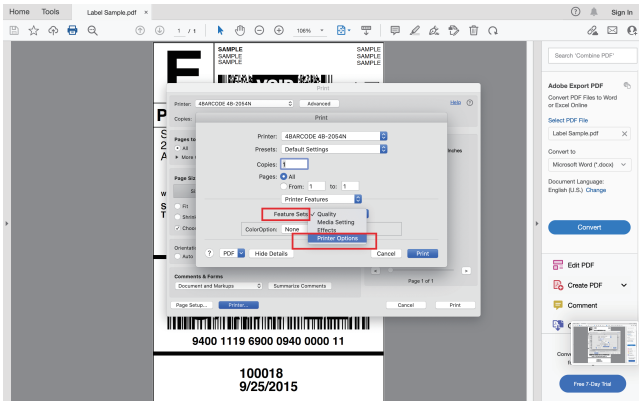 Home Tools Label Sample.pdf × Sign In
1 / 1 106%
SAMPLE SAMPLE
SAMPLE SAMPLE
SAMPLE SAMPLE
F
P
Print
Printer: 4BARCODE 4B-2054N Advanced Help
Copies:
Pages to
All
More
Page Siz
Fit
Shrin
Choos
Orientati
Auto
Inches
Print
Printer: 4BARCODE 4B-2054N
Presets: Default Settings
Copies: 1
Pages: All
From: 1 to: 1
Printer Features
Feature Sets ✓ Quality
Media Setting
Effects
Printer Options
ColorOption: None
? PDF Hide Details Cancel Print
Comments & Forms
Document and Markups Summarize Comments
Page 1 of 1
Page Setup... Printer... Cancel Print
9400 1119 6900 0940 0000 11
100018
9/25/2015
Search 'Combine PDF'
Adobe Export PDF
Convert PDF Files to Word
or Excel Online
Select PDF File
Label Sample.pdf
Convert to
Microsoft Word (*.docx)
Document Language:
English (U.S.) Change
Convert
Edit PDF
Create PDF
Comment
Free 7-Day Trial